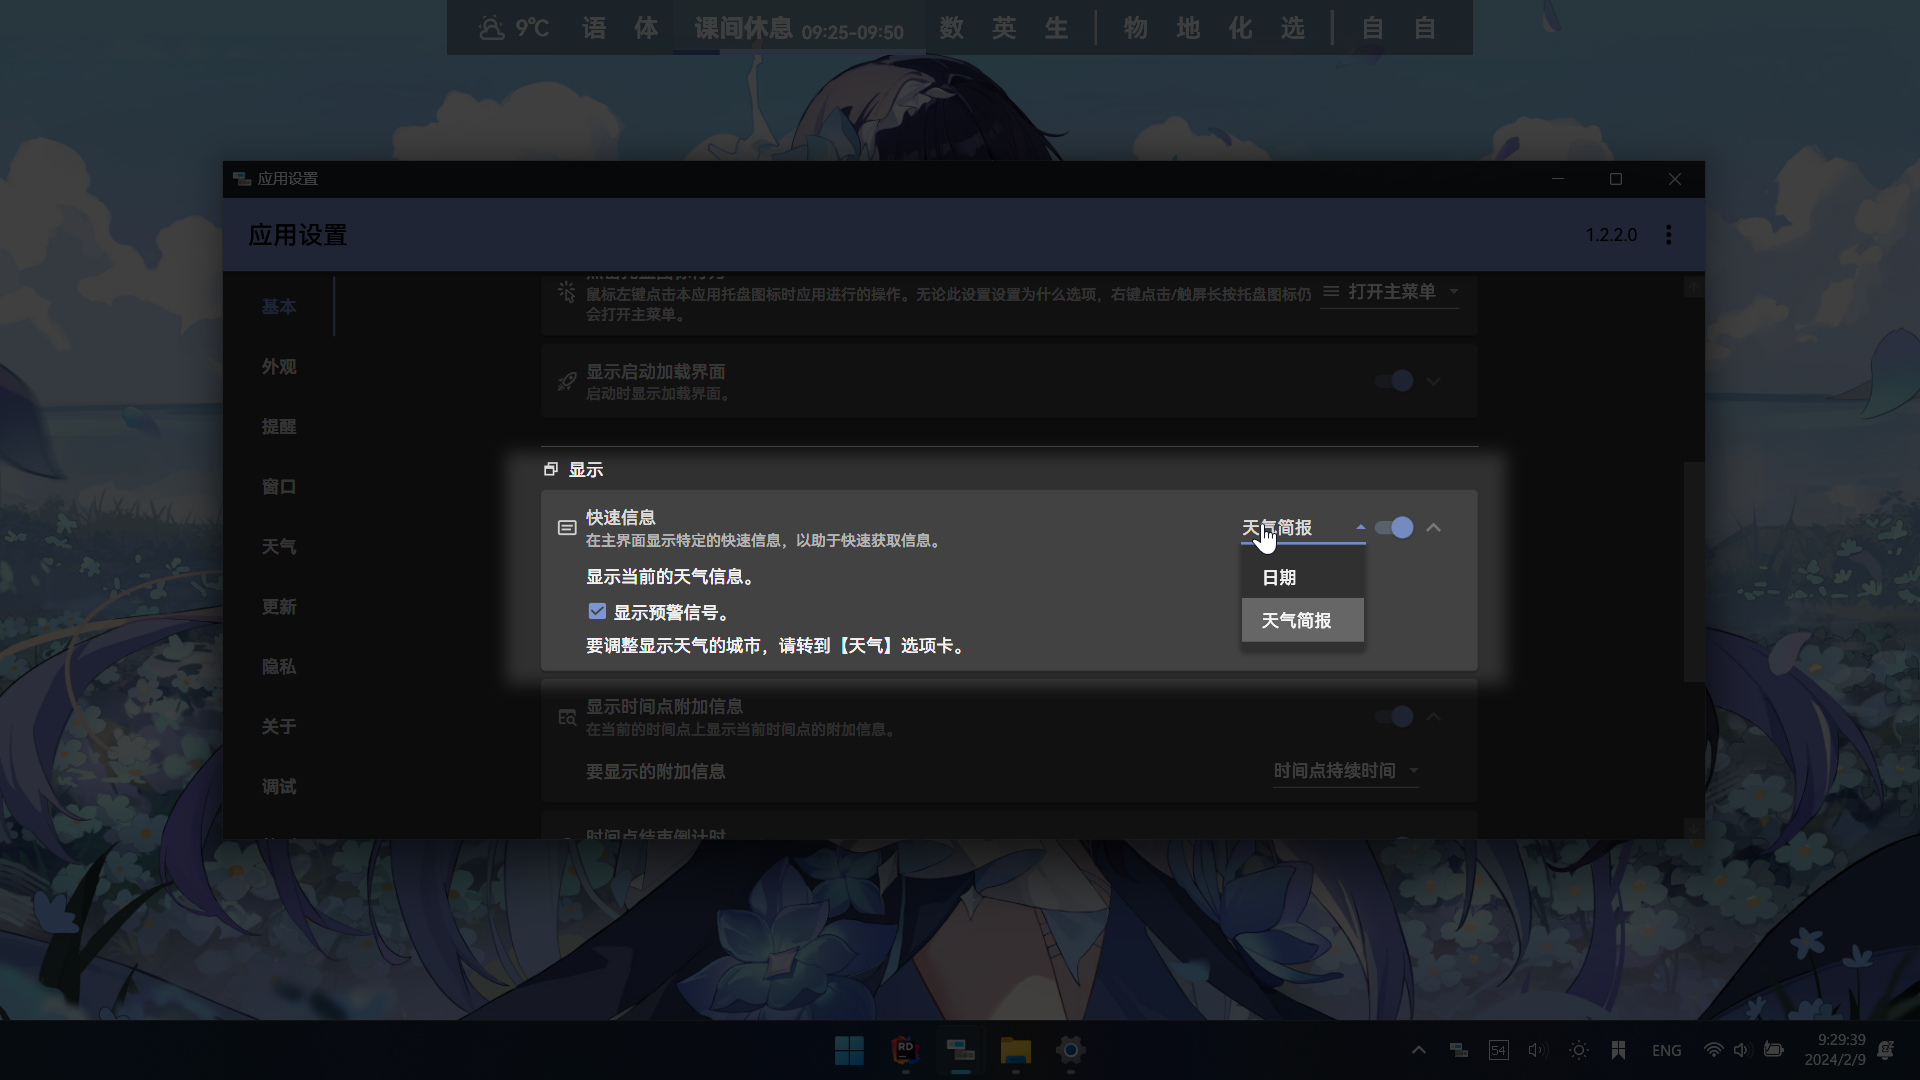 9℃ 语 体 课间休息 09:25-09:50 数 英 生 | 物 地 化 选 | 自 自
应用设置
应用设置
1.2.2.0
基本
外观
提醒
窗口
天气
更新
隐私
关于
调试
鼠标左键点击本应用托盘图标时应用进行的操作。无论此设置设置为什么选项，右键点击/触屏长按托盘图标仍
会打开主菜单。
打开主菜单
显示启动加载界面
启动时显示加载界面。
显示
快速信息
在主界面显示特定的快速信息，以助于快速获取信息。
天气简报
日期
天气简报
显示当前的天气信息。
显示预警信号。
要调整显示天气的城市，请转到【天气】选项卡。
显示时间点附加信息
在当前的时间点上显示当前时间点的附加信息。
要显示的附加信息
时间点持续时间
时间点结束倒计时
RD
54
ENG
9:29:39
2024/2/9